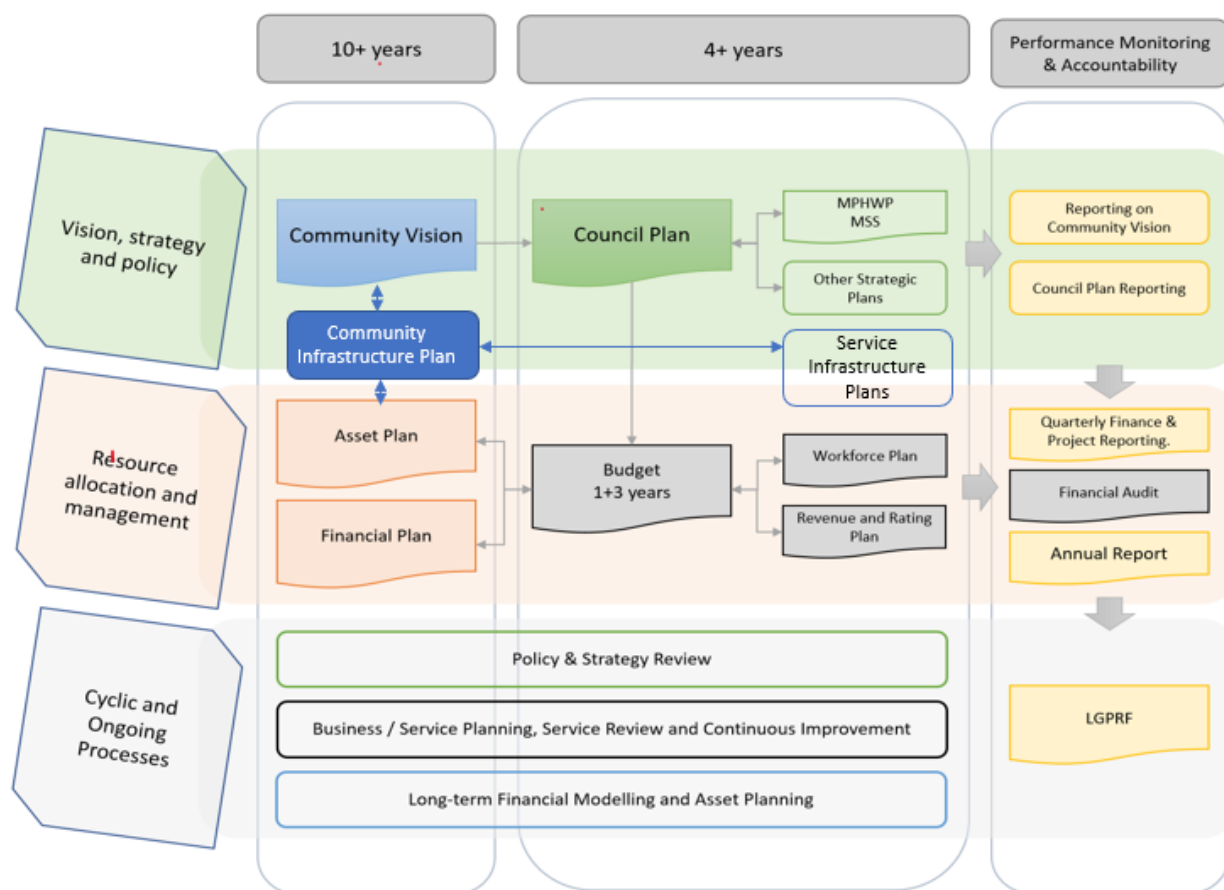 10+ years
4+ years
Performance Monitoring
& Accountability
Vision, strategy
and policy
Community Vision
Council Plan
MPHWP
MSS
Other Strategic
Plans
Reporting on
Community Vision
Council Plan Reporting
Community
Infrastructure Plan
Service
Infrastructure
Plans
Resource
allocation and
management
Asset Plan
Financial Plan
Budget
1+3 years
Workforce Plan
Revenue and Rating
Plan
Quarterly Finance &
Project Reporting.
Financial Audit
Annual Report
Cyclic and
Ongoing
Processes
Policy & Strategy Review
Business / Service Planning, Service Review and Continuous Improvement
Long-term Financial Modelling and Asset Planning
LGPRF